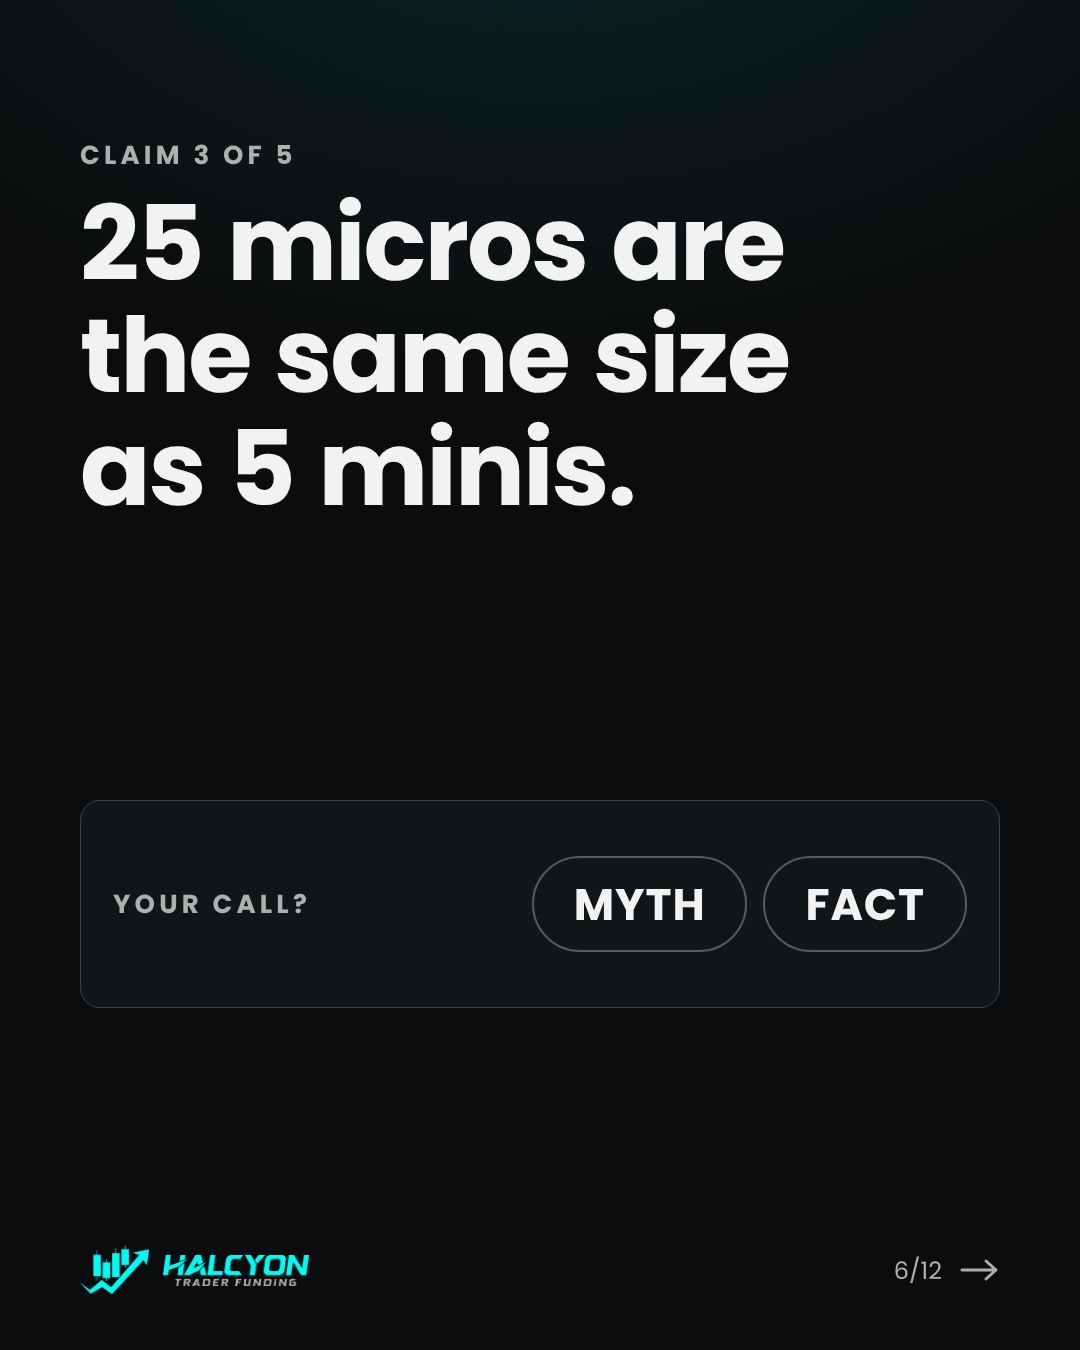 CLAIM 3 OF 5
25 micros are
the same size
as 5 minis.
YOUR CALL?
MYTH
FACT
HALCYON
TRADER FUNDING
6/12